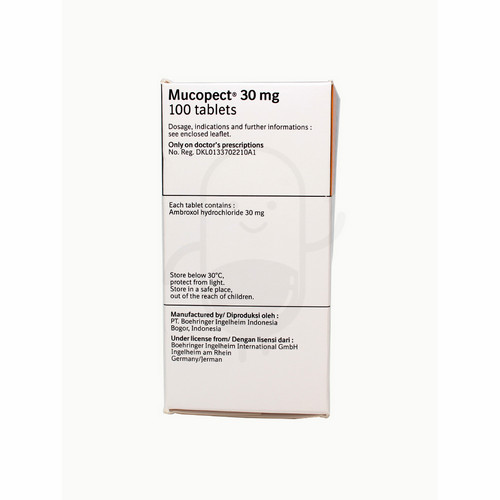 Mucopect® 30 mg
100 tablets
Dosage, indications and further informations :
see enclosed leaflet.
Only on doctor's prescriptions
No. Reg. DKL0133702210A1
Each tablet contains :
Ambroxol hydrochloride 30 mg
Store below 30°C,
protect from light.
Store in a safe place,
out of the reach of children.
Manufactured by/ Diproduksi oleh :
PT. Boehringer Ingelheim Indonesia
Bogor, Indonesia
Under license from/ Dengan lisensi dari :
Boehringer Ingelheim International GmbH
Ingelheim am Rhein
Germany/Jerman